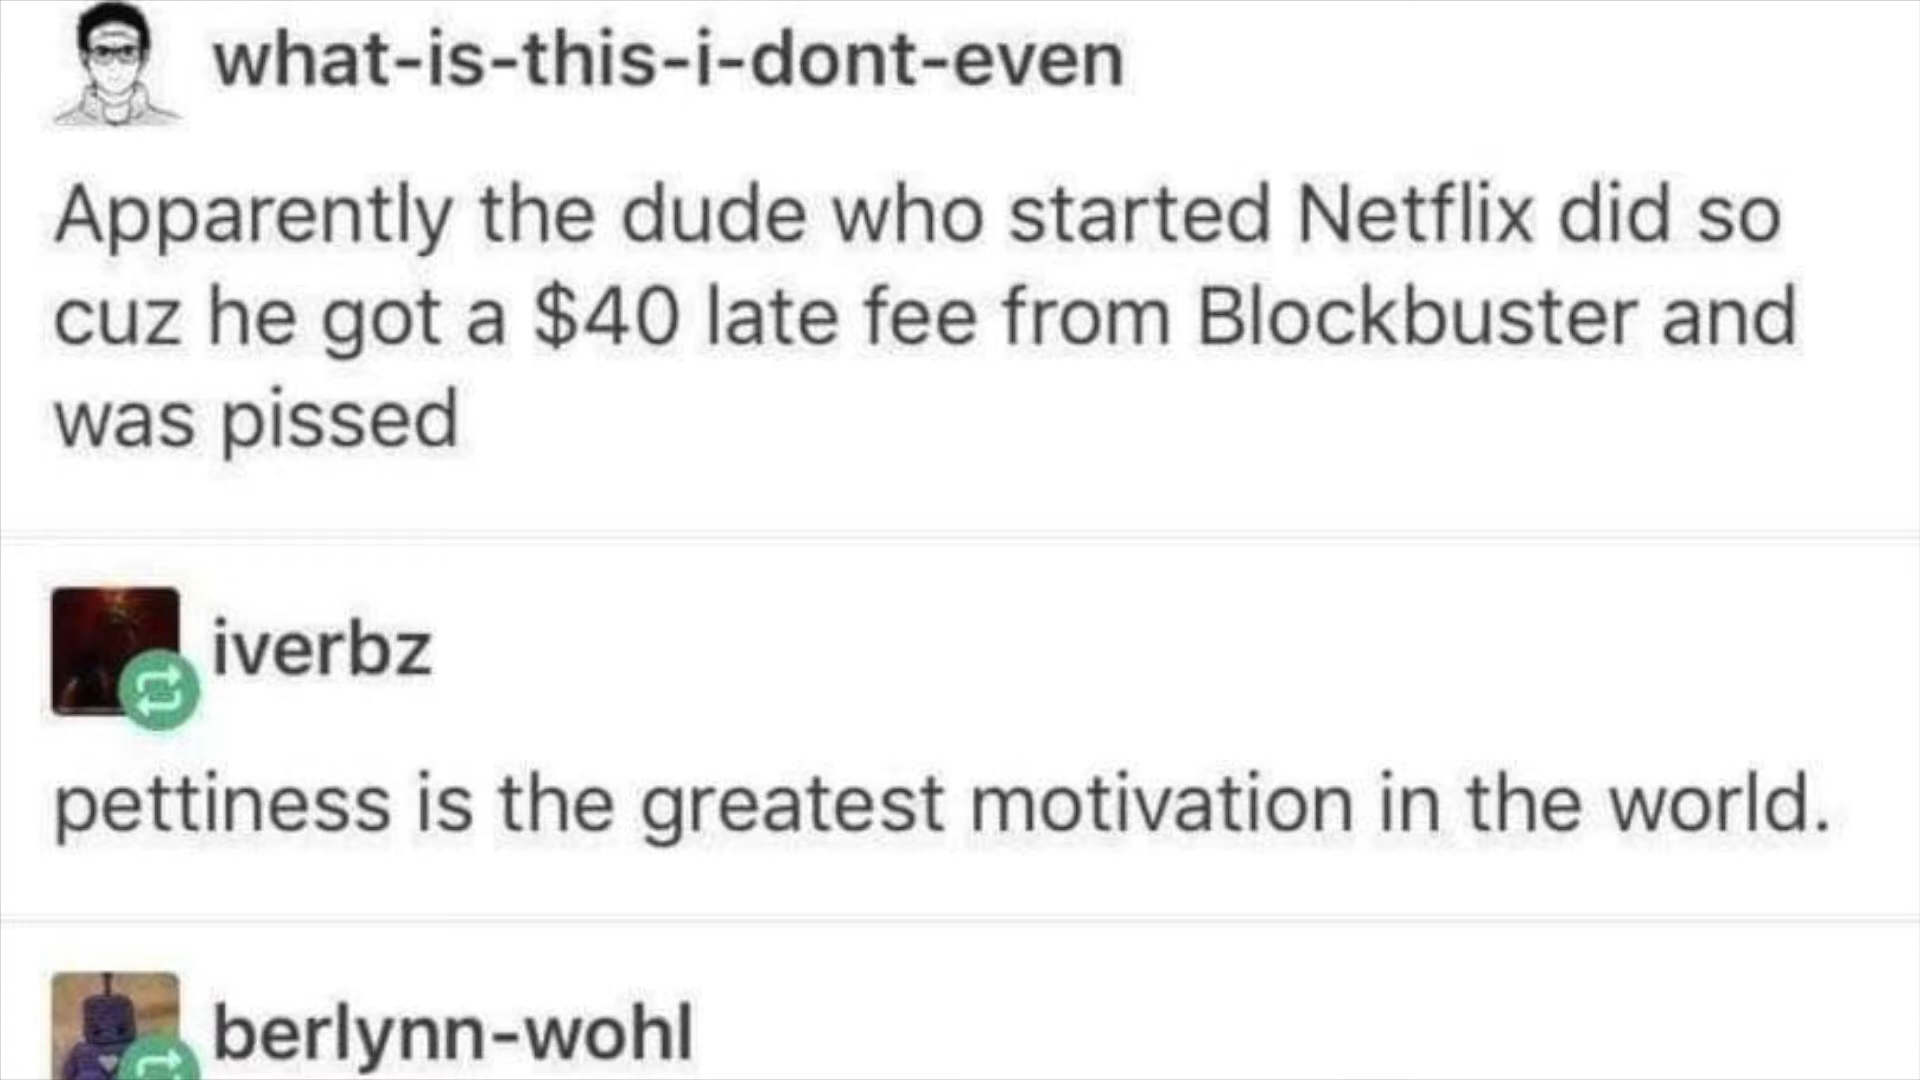 what-is-this-i-dont-even
Apparently the dude who started Netflix did so
cuz he got a $40 late fee from Blockbuster and
was pissed
iverbz
pettiness is the greatest motivation in the world.
berlynn-wohl